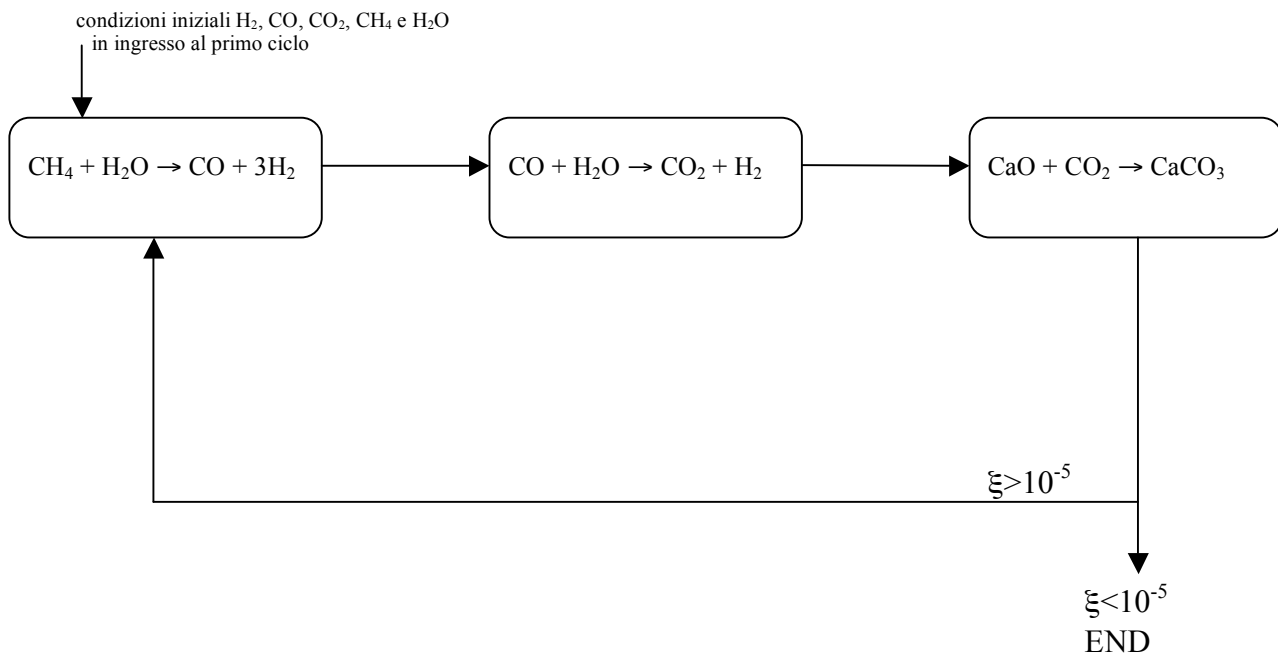 condizioni iniziali H₂, CO, CO₂, CH₄ e H₂O
in ingresso al primo ciclo
CH₄ + H₂O → CO + 3H₂
CO + H₂O → CO₂ + H₂
CaO + CO₂ → CaCO₃
ξ>10⁻⁵
ξ<10⁻⁵
END